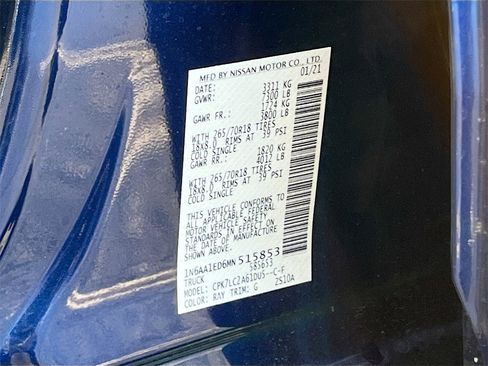 MFD BY NISSAN MOTOR CO., LTD.
DATE: 01/21
GVWR: 3311 KG
7300 LB
GAWR FR.: 1724 KG
3800 LB
WITH 265/70R18 TIRES
18X8.0 RIMS AT 39 PSI
COLD SINGLE
GAWR RR.: 1820 KG
4012 LB
WITH 265/70R18 TIRES
18X8.0 RIMS AT 39 PSI
COLD SINGLE
THIS VEHICLE CONFORMS TO
ALL APPLICABLE FEDERAL
MOTOR VEHICLE SAFETY
STANDARDS IN EFFECT ON
THE DATE OF MANUFACTURE
SHOWN ABOVE.
1N6AA1ED6MN515853
TRUCK 585653
MODEL: CPK7LC2A61DUS--C-F
COLOR: RAY TRIM: G ZS10A